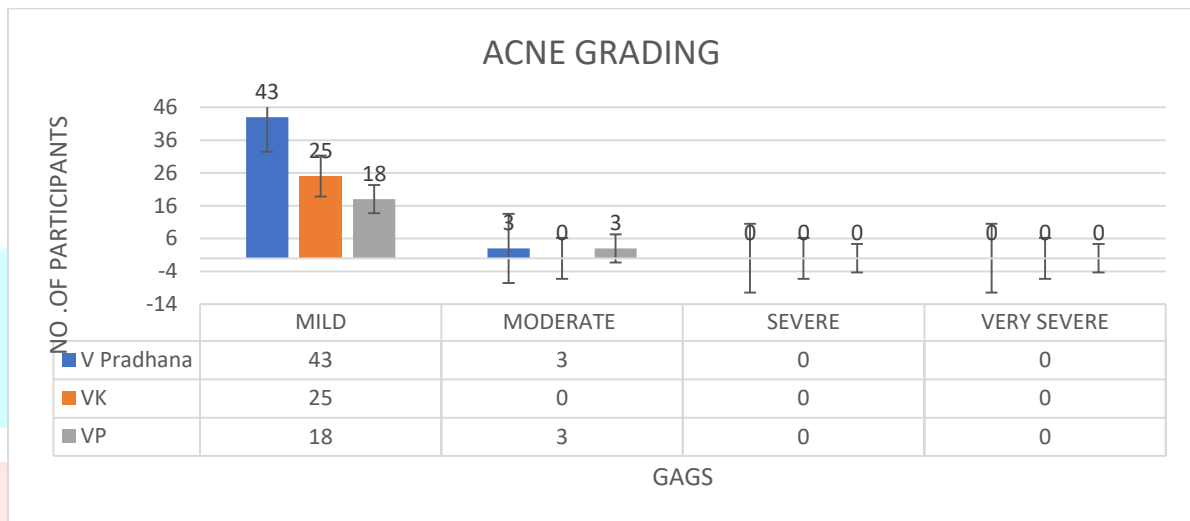 ACNE GRADING
NO .OF PARTICIPANTS
46
36
26
16
6
-4
-14
43
25
18
3
0
3
0
0
0
0
0
0
MILD MODERATE SEVERE VERY SEVERE
V Pradhana 43 3 0 0
VK 25 0 0 0
VP 18 3 0 0
GAGS